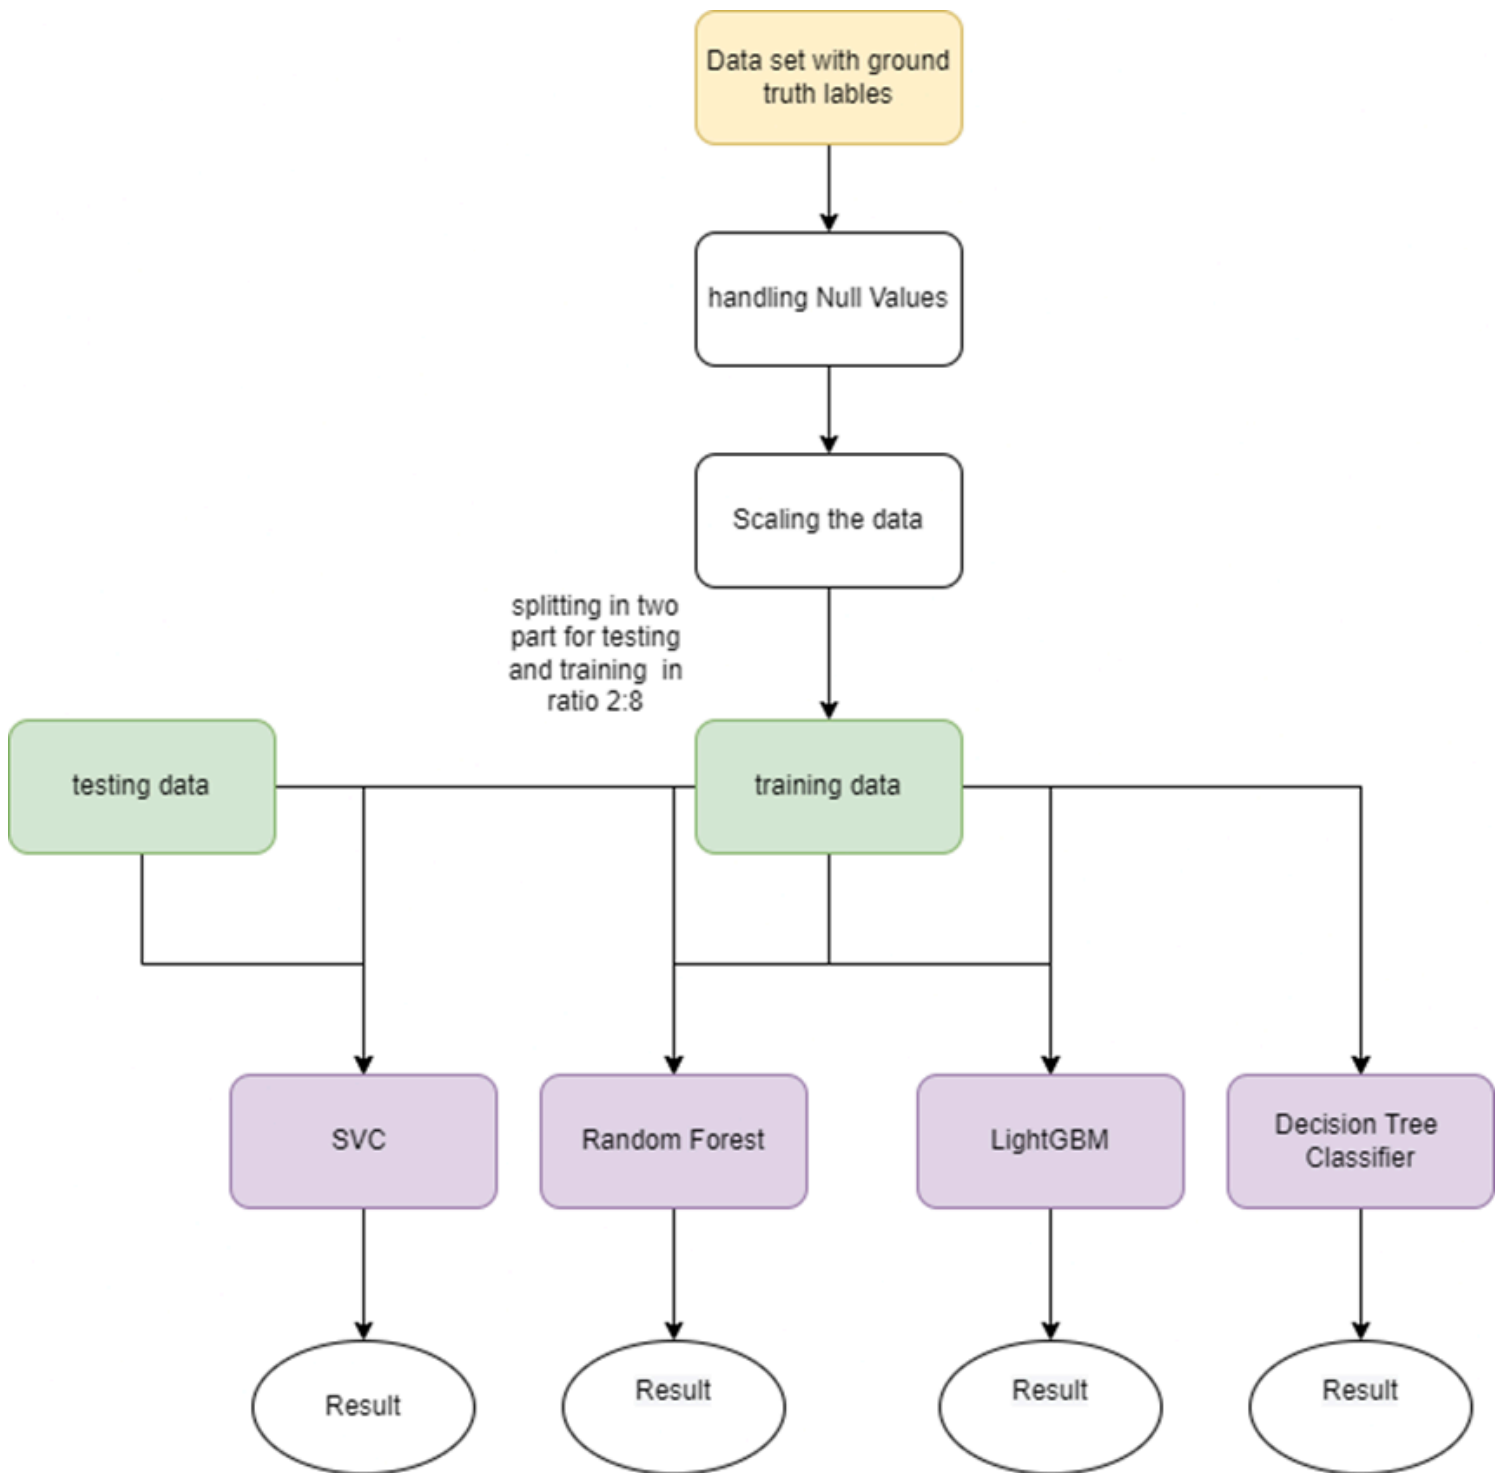 Data set with ground
truth lables
handling Null Values
Scaling the data
splitting in two
part for testing
and training  in
ratio 2:8
testing data
training data
SVC
Random Forest
LightGBM
Decision Tree
Classifier
Result
Result
Result
Result